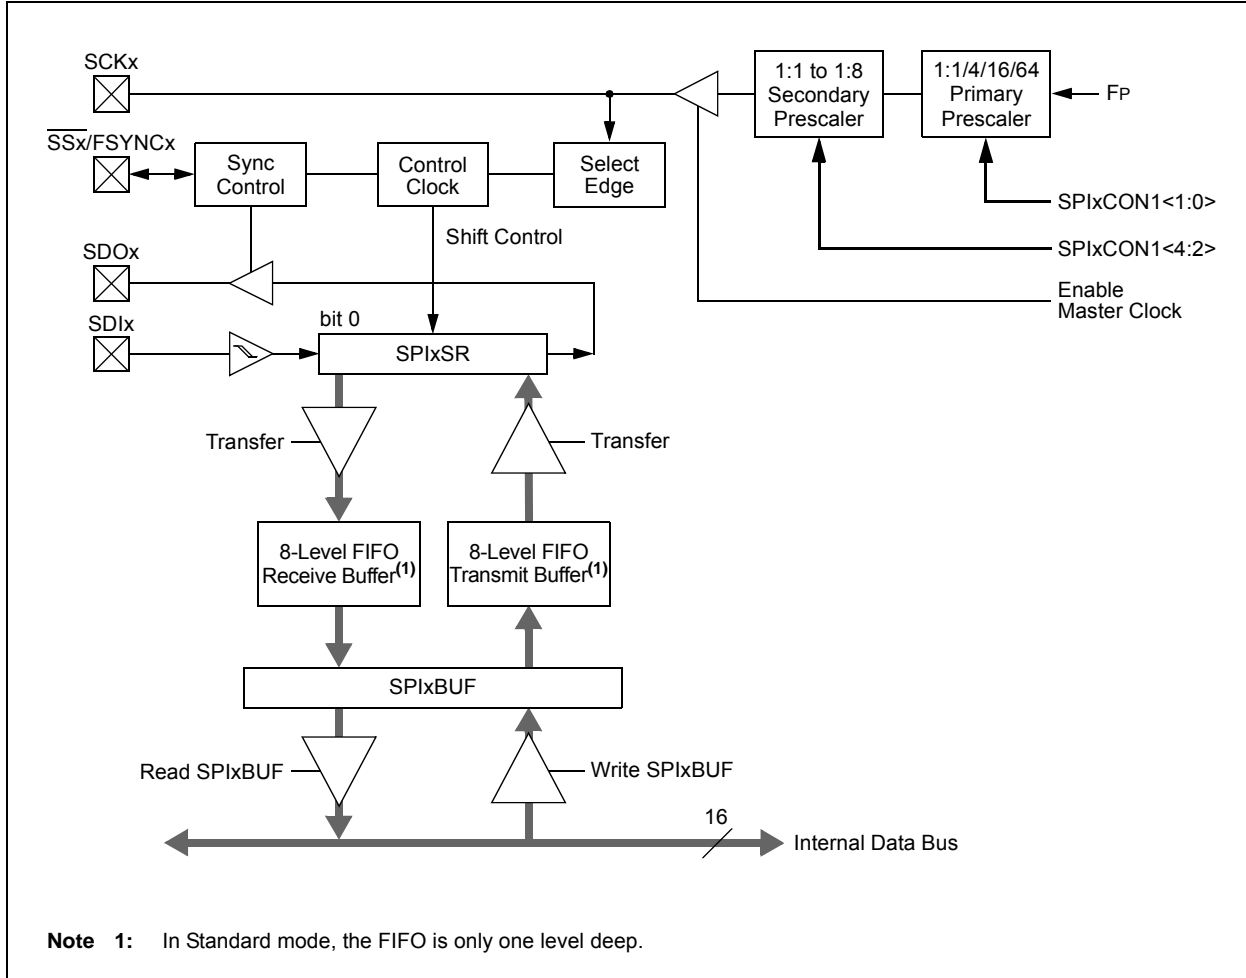 SCKx
1:1 to 1:8
Secondary
Prescaler
1:1/4/16/64
Primary
Prescaler
FP
SSx/FSYNCx
Sync
Control
Control
Clock
Select
Edge
SPIxCON1<1:0>
Shift Control
SPIxCON1<4:2>
SDOx
Enable
Master Clock
SDIx
bit 0
SPIxSR
Transfer
Transfer
8-Level FIFO
Receive Buffer(1)
8-Level FIFO
Transmit Buffer(1)
SPIxBUF
Read SPIxBUF
Write SPIxBUF
16
Internal Data Bus
Note 1: In Standard mode, the FIFO is only one level deep.